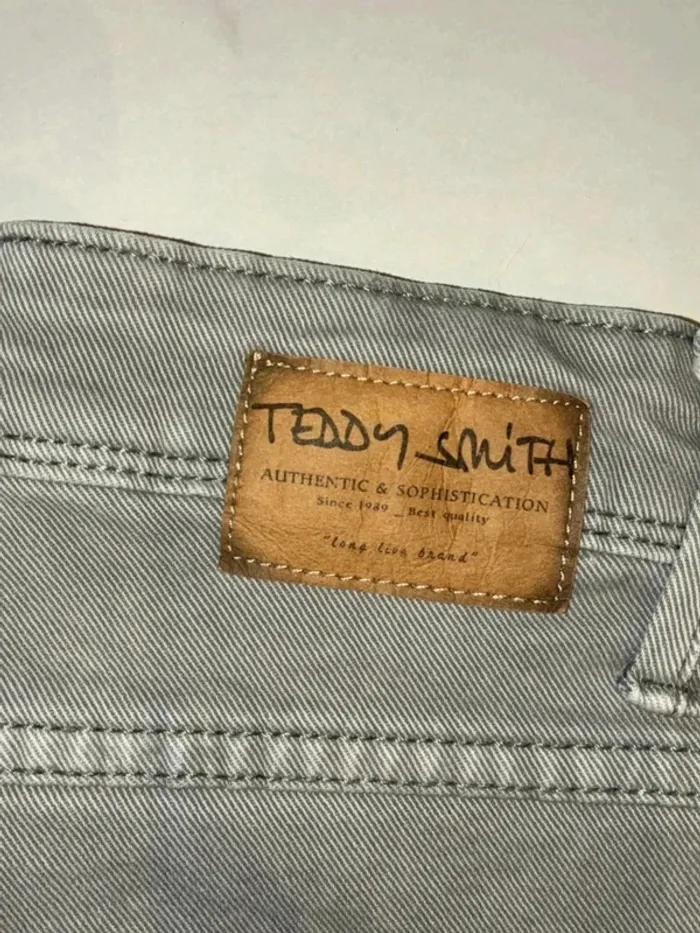 TEDDY SMiTH
AUTHENTIC & SOPHISTICATION
Since 1989 _ Best quality
"long live brand"